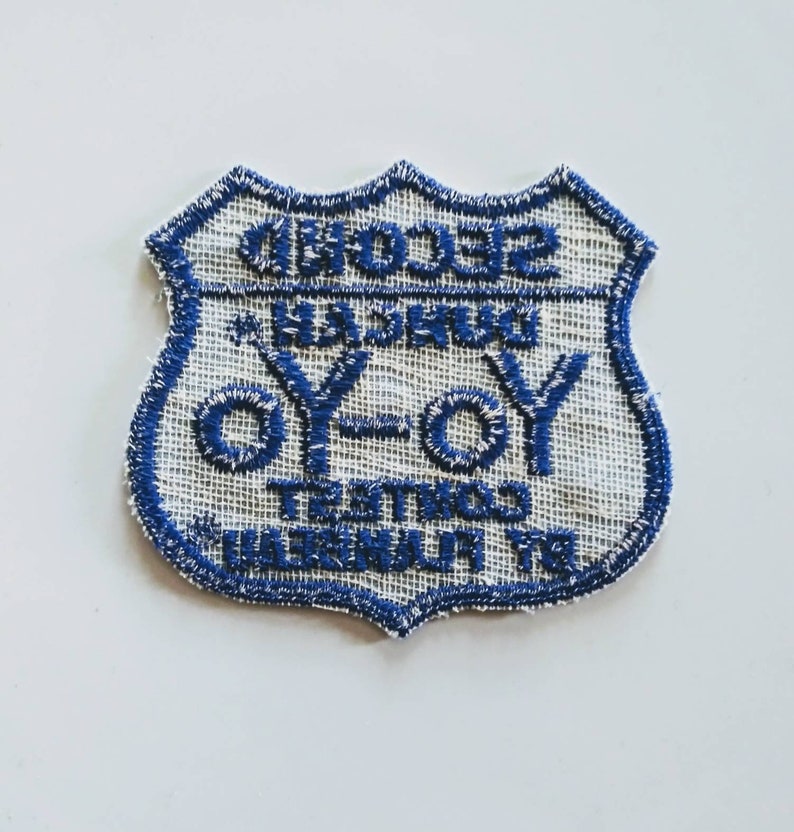 SECOND
DUNCAN ®
YO-YO
CONTEST
BY FLAMBEAU ®